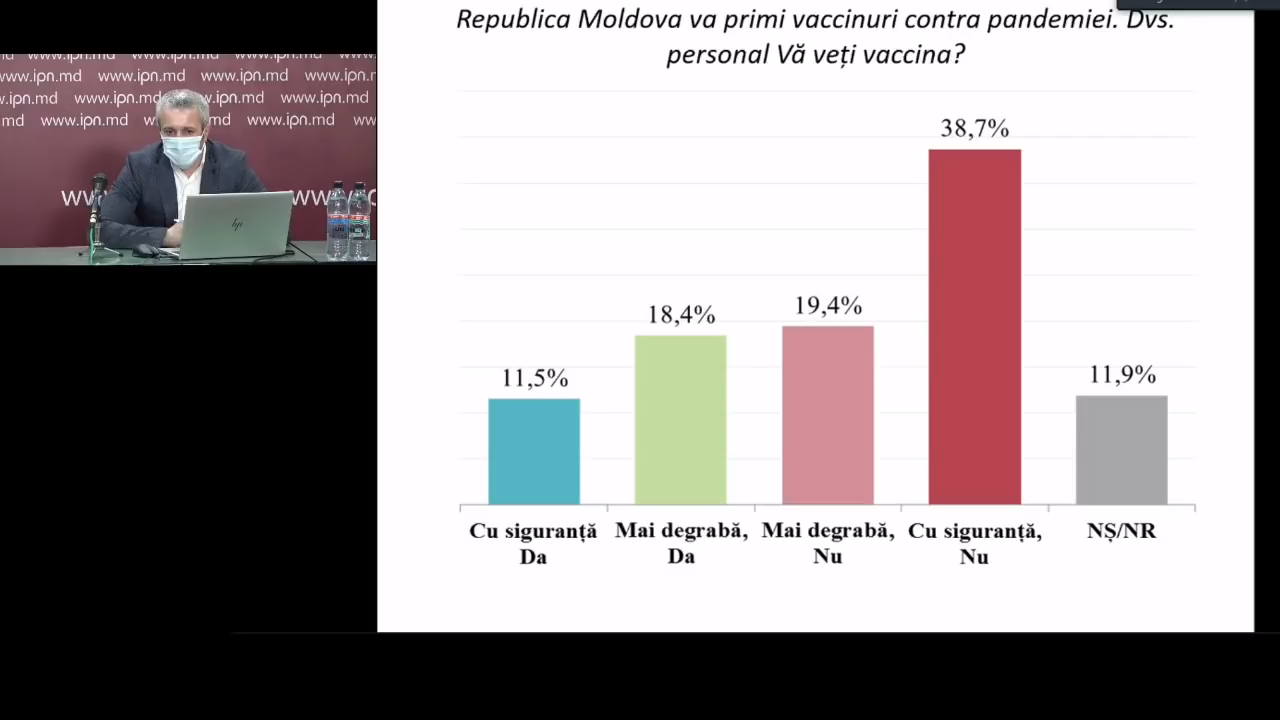 Republica Moldova va primi vaccinuri contra pandemiei. Dvs.
personal Vă veți vaccina?
www.ipn.md www.ipn.md www.ipn.md
www.ipn.md www.ipn.md
www.ipn.md www.ipn.md
hp
38,7%
19,4%
18,4%
11,9%
11,5%
Cu siguranță Da
Mai degrabă, Da
Mai degrabă, Nu
Cu siguranță, Nu
NȘ/NR